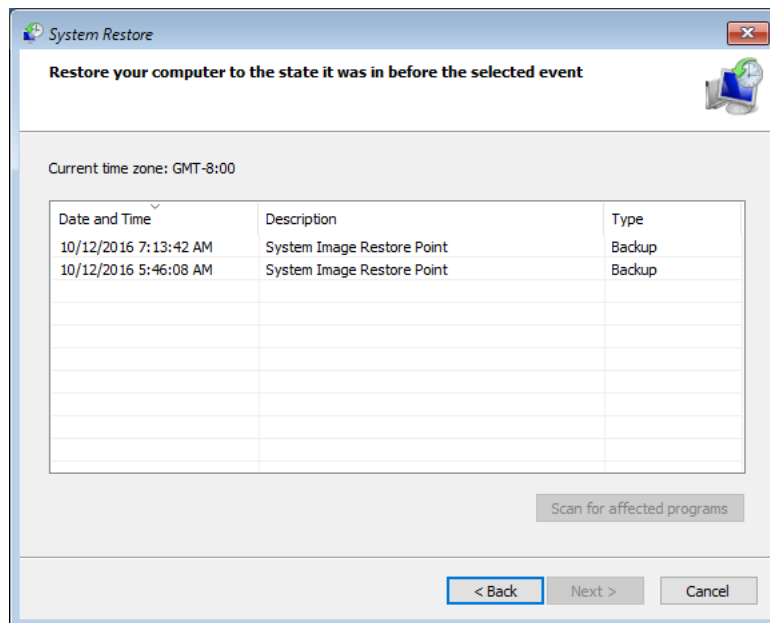 System Restore
Restore your computer to the state it was in before the selected event
Current time zone: GMT-8:00
Date and Time Description Type
10/12/2016 7:13:42 AM System Image Restore Point Backup
10/12/2016 5:46:08 AM System Image Restore Point Backup
Scan for affected programs
< Back Next > Cancel